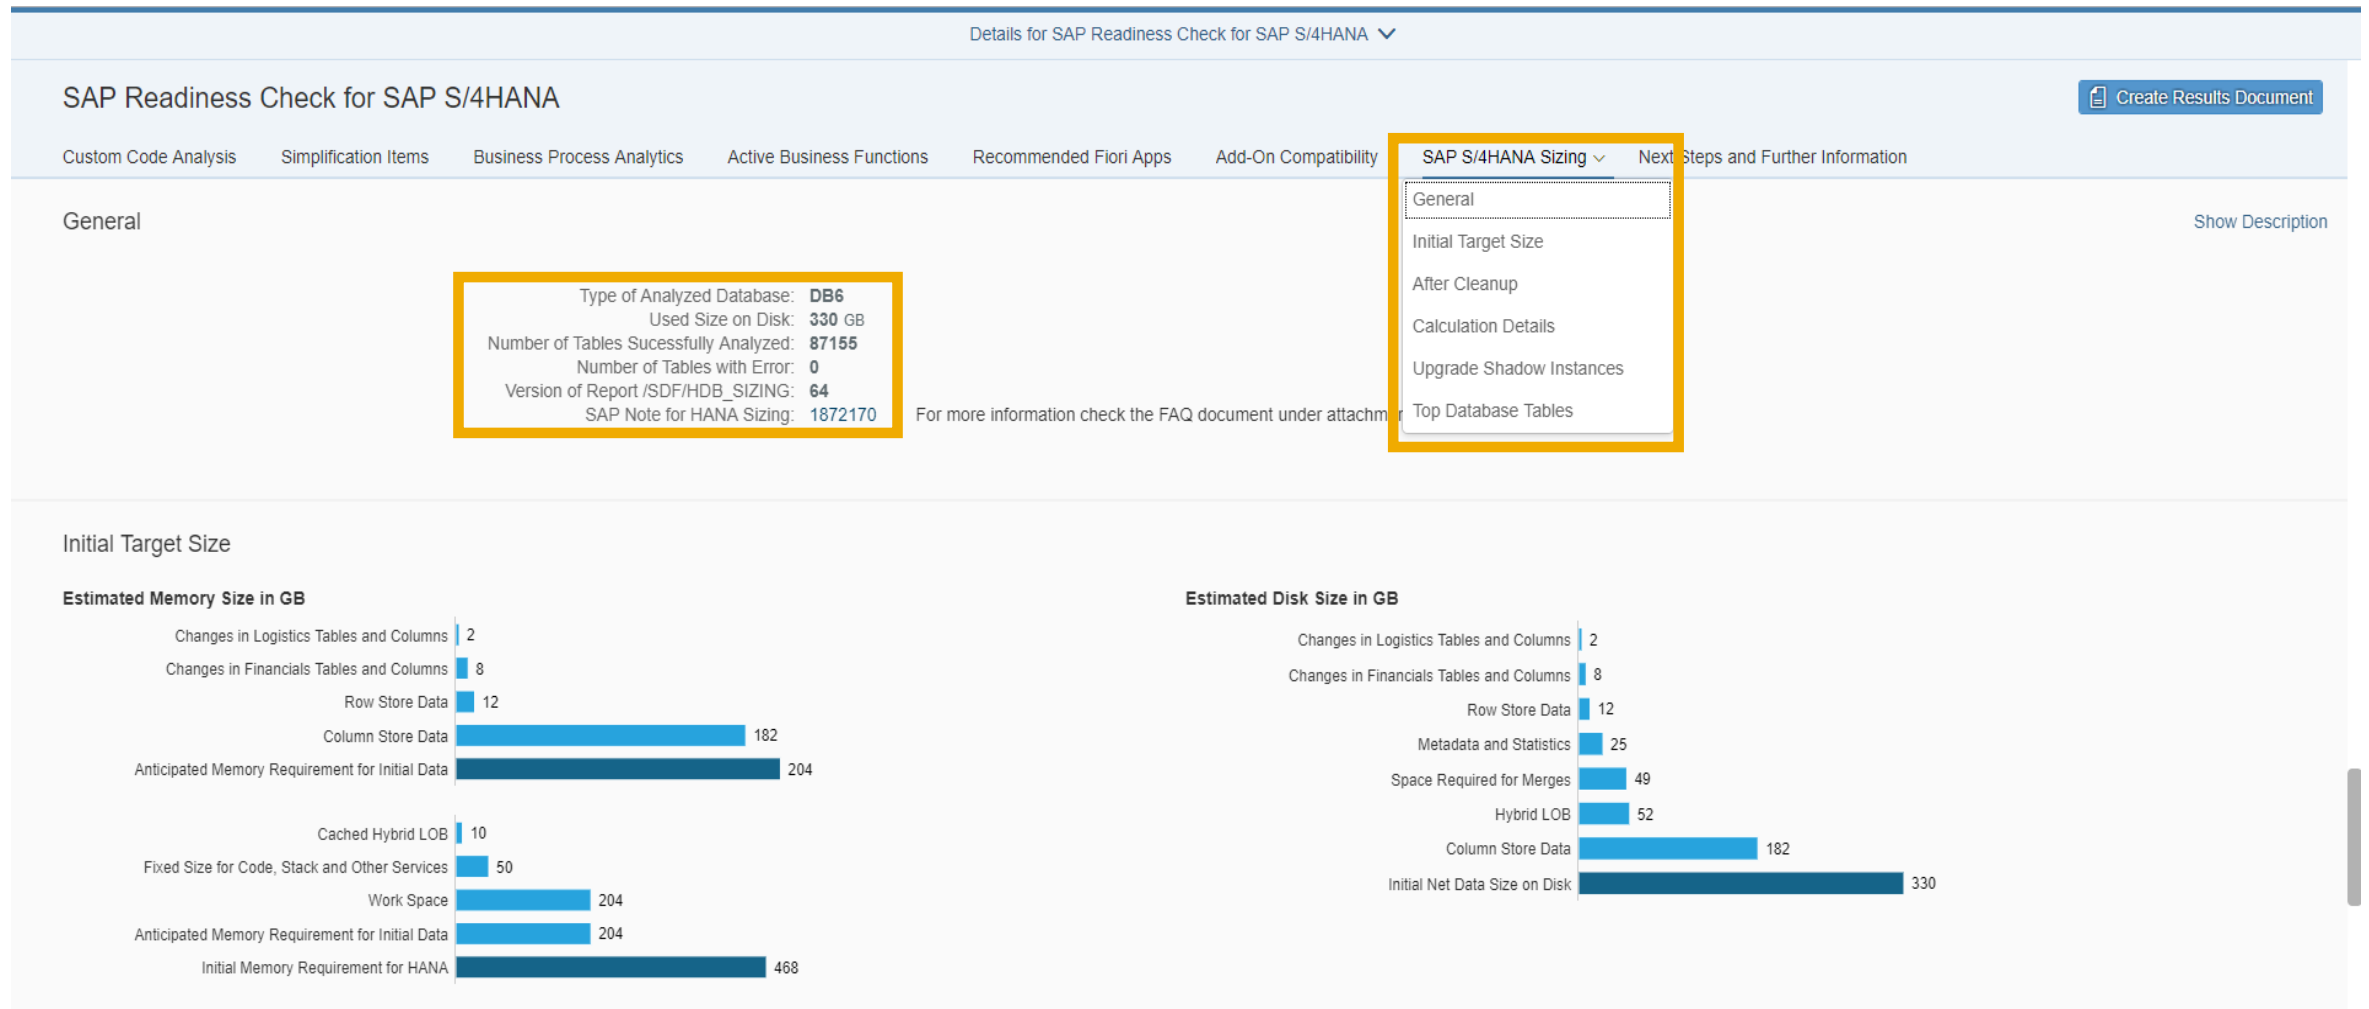 Details for SAP Readiness Check for SAP S/4HANA
SAP Readiness Check for SAP S/4HANA
Create Results Document
Custom Code Analysis Simplification Items Business Process Analytics Active Business Functions Recommended Fiori Apps Add-On Compatibility SAP S/4HANA Sizing Next Steps and Further Information
General
Initial Target Size
After Cleanup
Calculation Details
Upgrade Shadow Instances
Top Database Tables
General
Show Description
Type of Analyzed Database: DB6
Used Size on Disk: 330 GB
Number of Tables Sucessfully Analyzed: 87155
Number of Tables with Error: 0
Version of Report /SDF/HDB_SIZING: 64
SAP Note for HANA Sizing: 1872170 For more information check the FAQ document under attachmer
Initial Target Size
Estimated Memory Size in GB
Changes in Logistics Tables and Columns 2
Changes in Financials Tables and Columns 8
Row Store Data 12
Column Store Data 182
Anticipated Memory Requirement for Initial Data 204
Cached Hybrid LOB 10
Fixed Size for Code, Stack and Other Services 50
Work Space 204
Anticipated Memory Requirement for Initial Data 204
Initial Memory Requirement for HANA 468
Estimated Disk Size in GB
Changes in Logistics Tables and Columns 2
Changes in Financials Tables and Columns 8
Row Store Data 12
Metadata and Statistics 25
Space Required for Merges 49
Hybrid LOB 52
Column Store Data 182
Initial Net Data Size on Disk 330